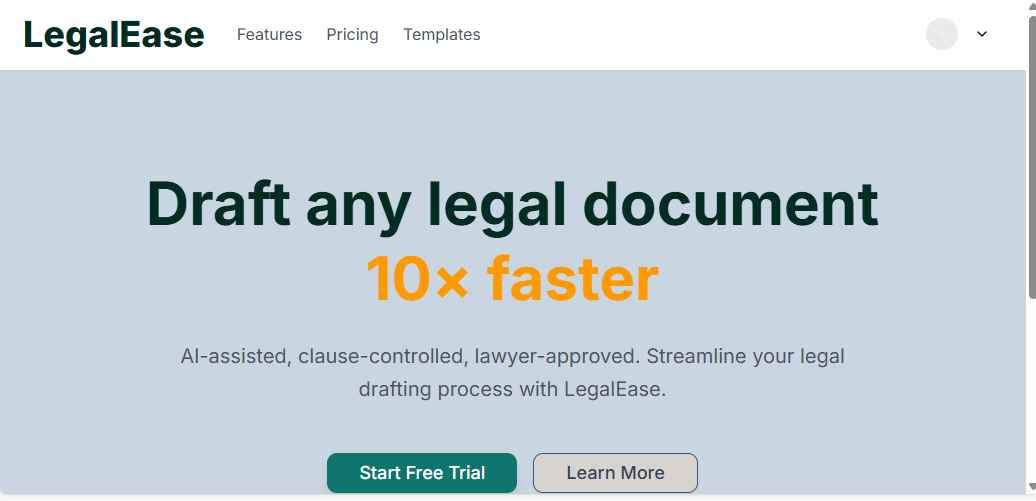 LegalEase
Features
Pricing
Templates
Draft any legal document
10× faster
AI-assisted, clause-controlled, lawyer-approved. Streamline your legal
drafting process with LegalEase.
Start Free Trial
Learn More